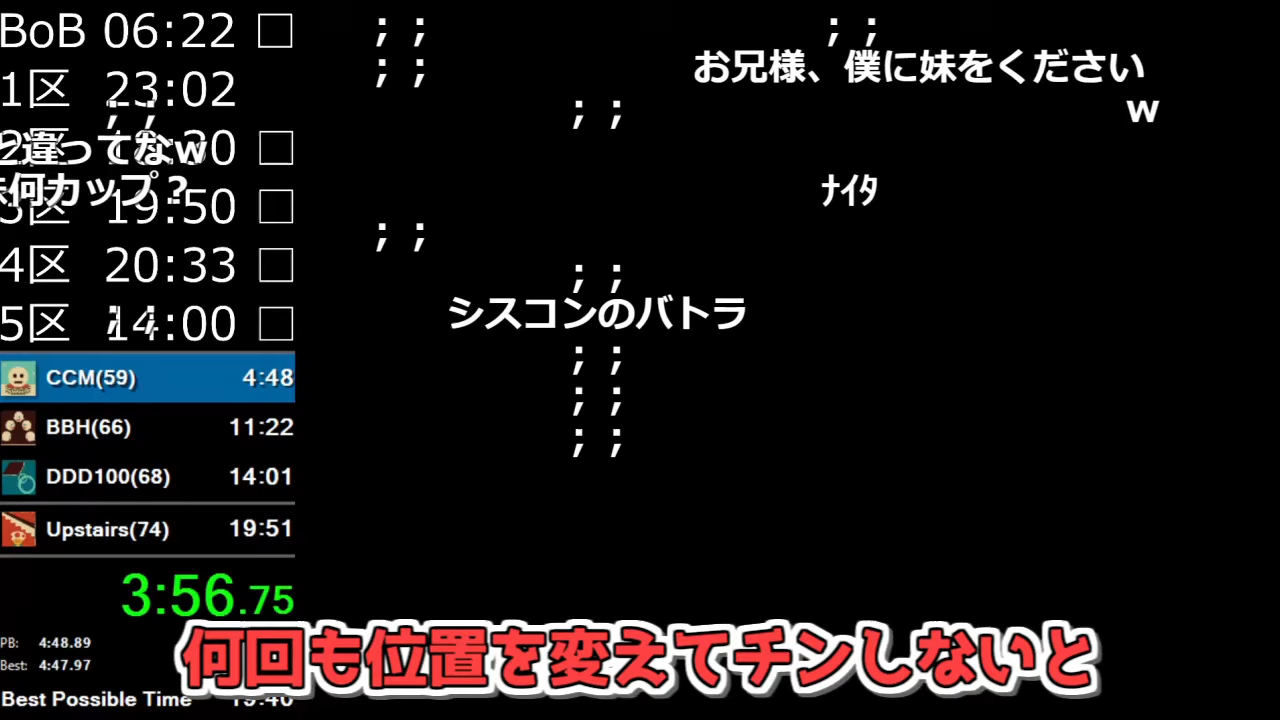 BoB 06:22 □
; ;
; ;
お兄様、僕に妹をください
; ;
1区 23:02
; ;
; ;
w
と違ってなw
2区 :30 □
何カップ？
ﾅｲﾀ
3区 19:50 □
; ;
4区 20:33 □
; ;
シスコンのバトラ
5区 14:00 □
; ;
; ;
; ;
; ;
CCM(59) 4:48
BBH(66) 11:22
DDD100(68) 14:01
Upstairs(74) 19:51
3:56.75
PB: 4:48.89
Best: 4:47.97
何回も位置を変えてチンしないと
Best Possible Time 19:40